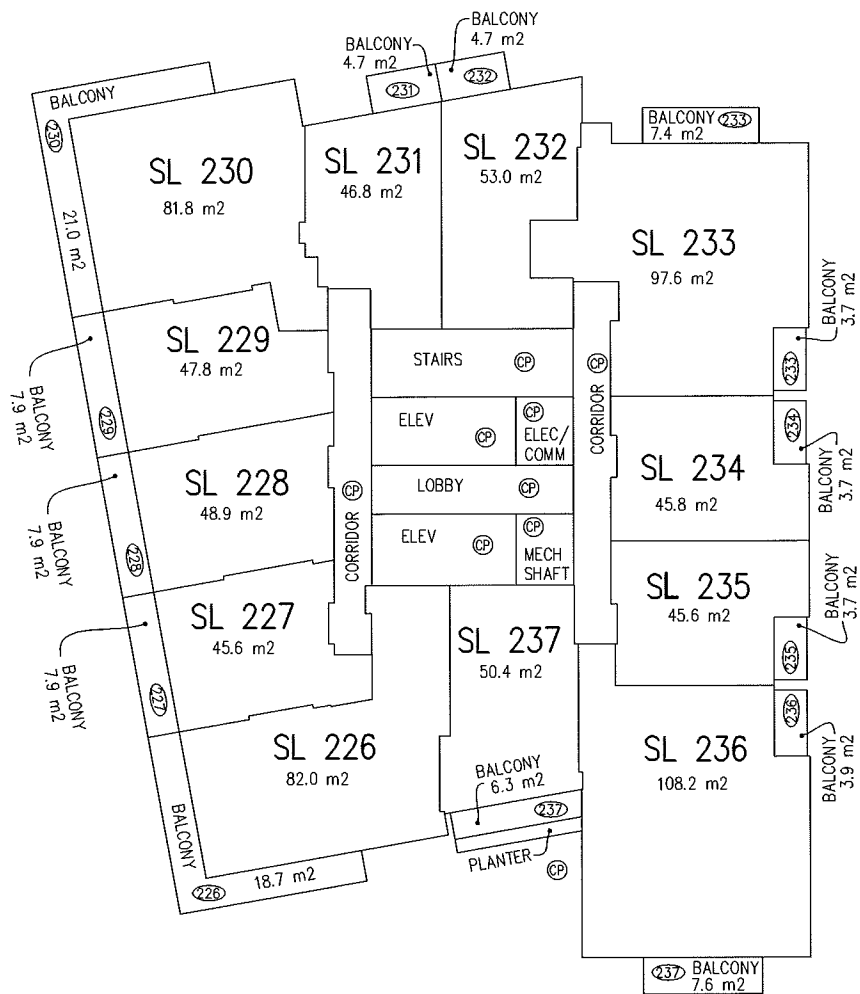 BALCONY
4.7 m2
BALCONY
4.7 m2
231
232
BALCONY
230
21.0 m2
SL 230
81.8 m2
SL 231
46.8 m2
SL 232
53.0 m2
BALCONY 233
7.4 m2
SL 233
97.6 m2
BALCONY
3.7 m2
233
SL 229
47.8 m2
BALCONY
7.9 m2
229
STAIRS CP
CORRIDOR CP
ELEV CP
CP
ELEC/
COMM
234
BALCONY
3.7 m2
SL 234
45.8 m2
SL 228
48.9 m2
BALCONY
7.9 m2
228
CORRIDOR CP
LOBBY CP
ELEV CP
CP
MECH
SHAFT
SL 235
45.6 m2
BALCONY
3.7 m2
235
SL 227
45.6 m2
BALCONY
7.9 m2
227
SL 237
50.4 m2
236
BALCONY
3.9 m2
SL 226
82.0 m2
SL 236
108.2 m2
BALCONY
6.3 m2
237
PLANTER CP
BALCONY
226
18.7 m2
237 BALCONY
7.6 m2